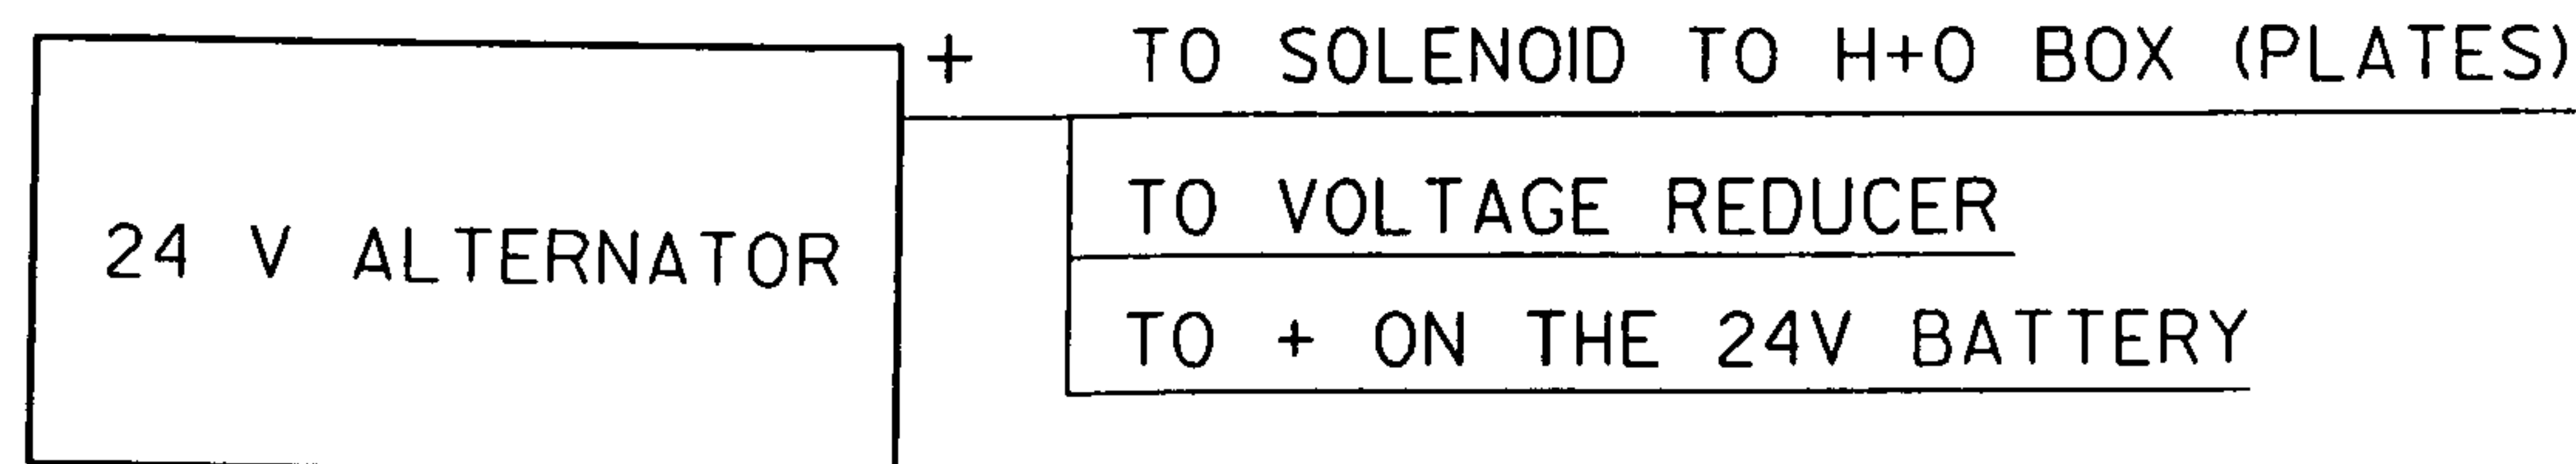 + TO SOLENOID TO H+O BOX (PLATES)
TO VOLTAGE REDUCER
24 V ALTERNATOR
TO + ON THE 24V BATTERY